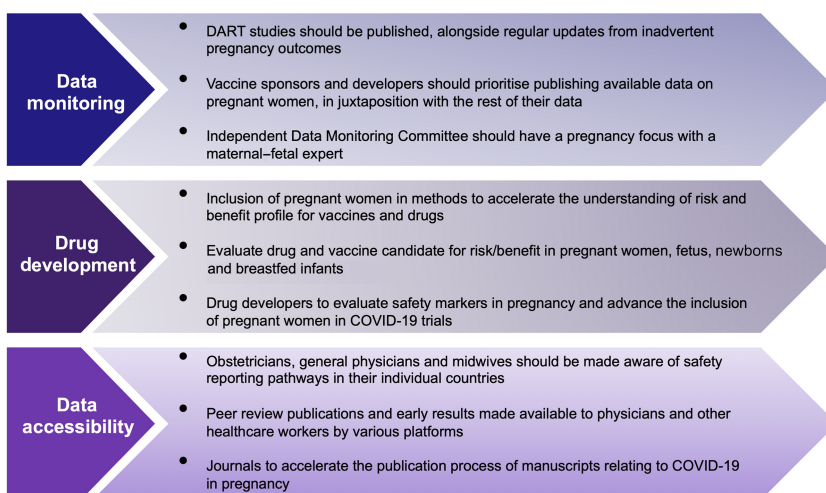 Data
monitoring
• DART studies should be published, alongside regular updates from inadvertent
pregnancy outcomes
• Vaccine sponsors and developers should prioritise publishing available data on
pregnant women, in juxtaposition with the rest of their data
• Independent Data Monitoring Committee should have a pregnancy focus with a
maternal–fetal expert
Drug
development
• Inclusion of pregnant women in methods to accelerate the understanding of risk and
benefit profile for vaccines and drugs
• Evaluate drug and vaccine candidate for risk/benefit in pregnant women, fetus, newborns
and breastfed infants
• Drug developers to evaluate safety markers in pregnancy and advance the inclusion
of pregnant women in COVID-19 trials
Data
accessibility
• Obstetricians, general physicians and midwives should be made aware of safety
reporting pathways in their individual countries
• Peer review publications and early results made available to physicians and other
healthcare workers by various platforms
• Journals to accelerate the publication process of manuscripts relating to COVID-19
in pregnancy